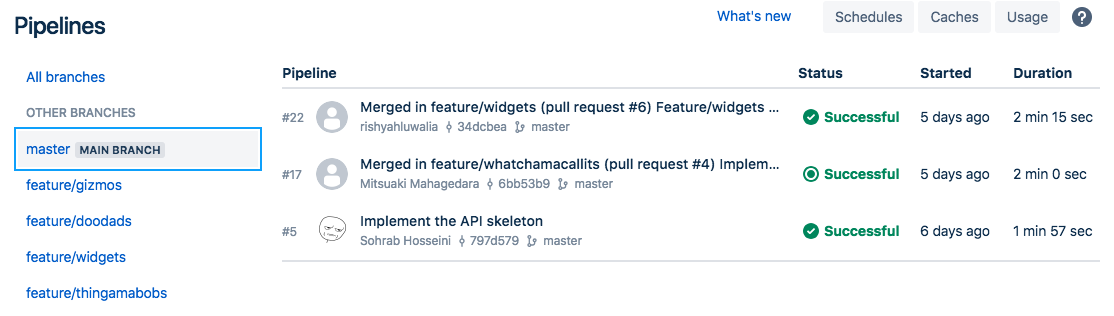 Pipelines
What's new
Schedules
Caches
Usage
?
All branches
OTHER BRANCHES
master MAIN BRANCH
feature/gizmos
feature/doodads
feature/widgets
feature/thingamabobs
Pipeline Status Started Duration
#22 Merged in feature/widgets (pull request #6) Feature/widgets ... Successful 5 days ago 2 min 15 sec
rishyahluwalia 34dcbea master
#17 Merged in feature/whatchamacallits (pull request #4) Implem... Successful 5 days ago 2 min 0 sec
Mitsuaki Mahagedara 6bb53b9 master
#5 Implement the API skeleton Successful 6 days ago 1 min 57 sec
Sohrab Hosseini 797d579 master